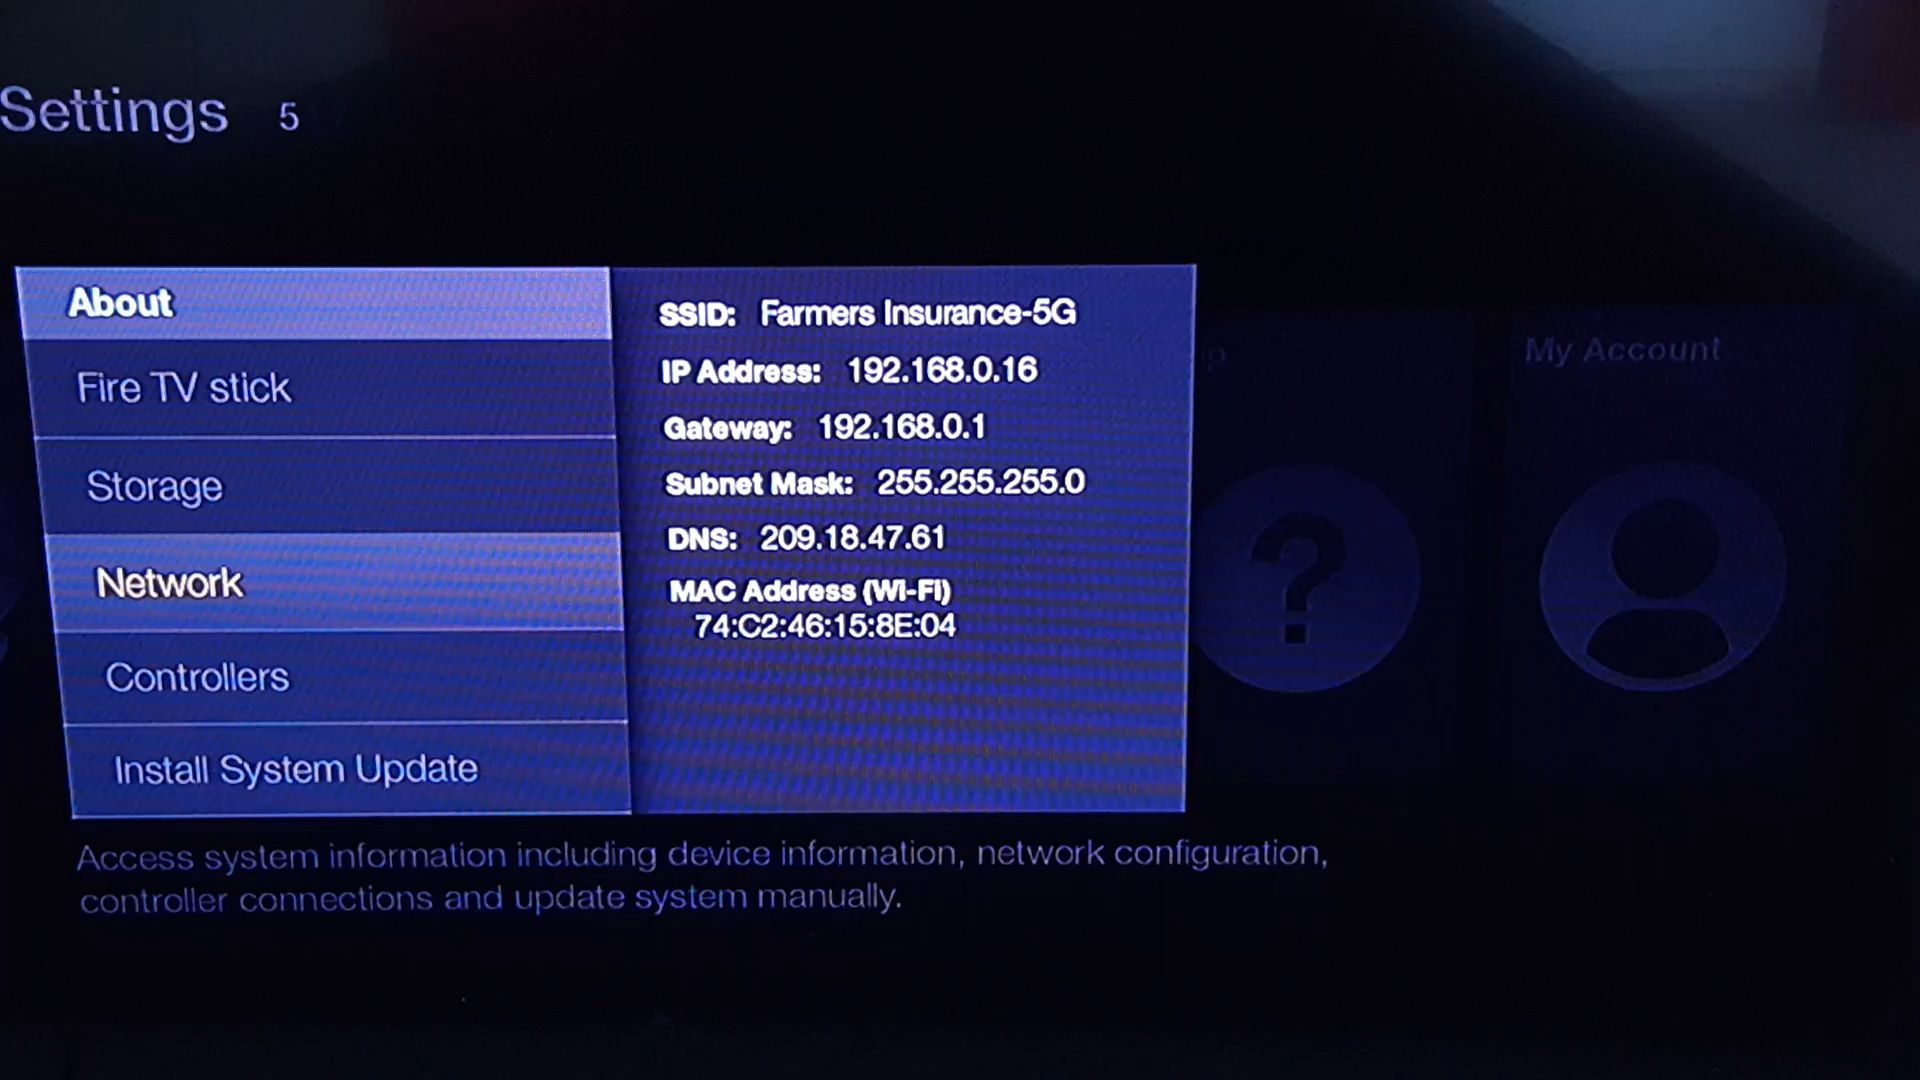 Settings 5
About
Fire TV stick
Storage
Network
Controllers
Install System Update
SSID: Farmers Insurance-5G
IP Address: 192.168.0.16
Gateway: 192.168.0.1
Subnet Mask: 255.255.255.0
DNS: 209.18.47.61
MAC Address (Wi-Fi)
74:C2:46:15:8E:04
My Account
?
Access system information including device information, network configuration,
controller connections and update system manually.